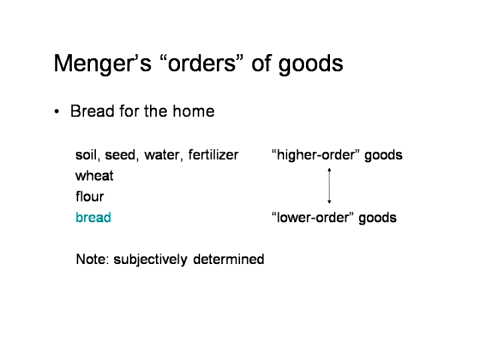 Menger's “orders” of goods
• Bread for the home
soil, seed, water, fertilizer “higher-order” goods
wheat
flour
bread “lower-order” goods
Note: subjectively determined